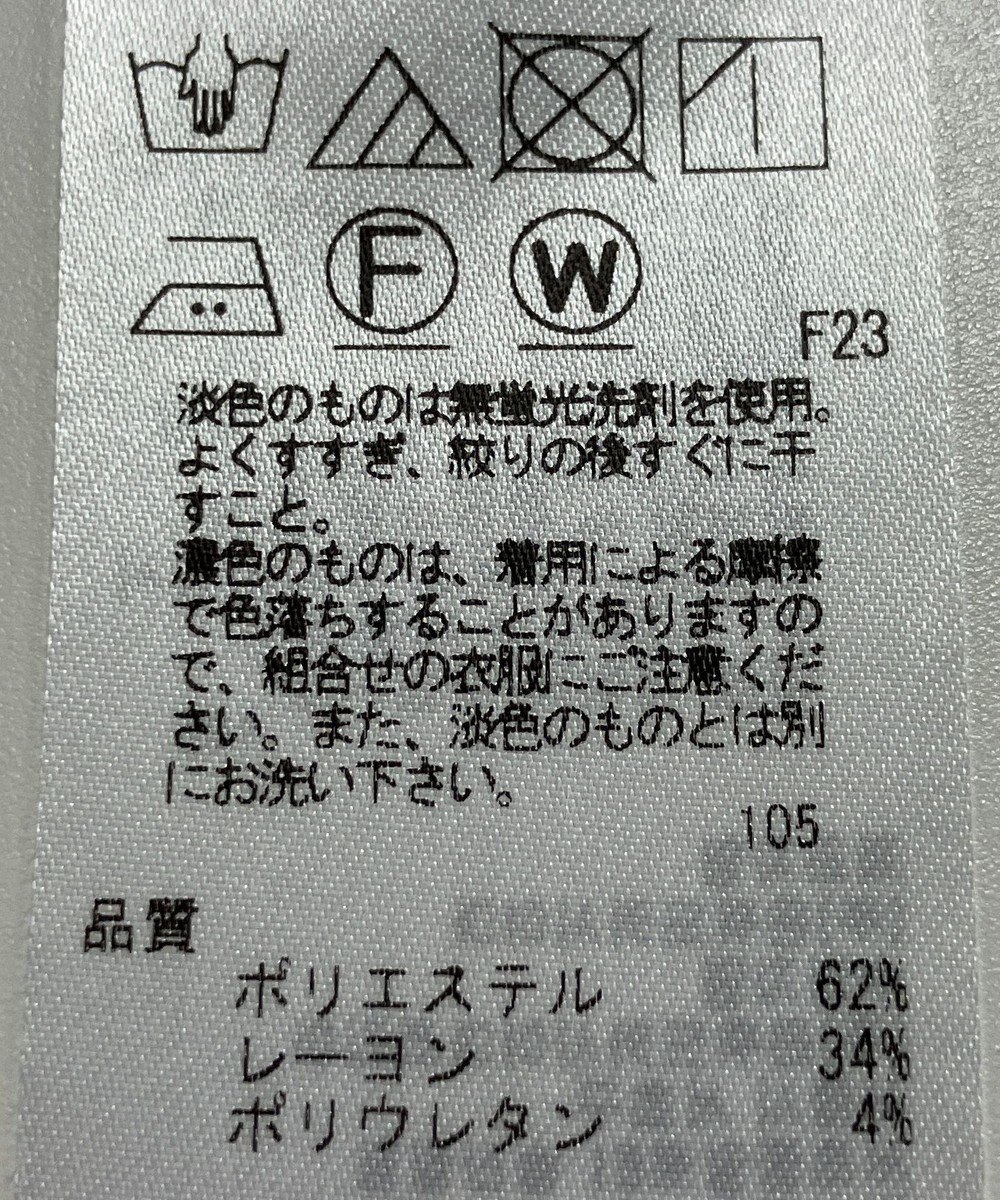 F
W
F23
淡色のものは無蛍光洗剤を使用。
よくすすぎ、絞りの後すぐに干
すこと。
濃色のものは、着用による摩擦
で色落ちすることがありますの
で、組合せの衣服にご注意くだ
さい。また、淡色のものとは別
にお洗い下さい。
105
品質
ポリエステル 62%
レーヨン 34%
ポリウレタン 4%